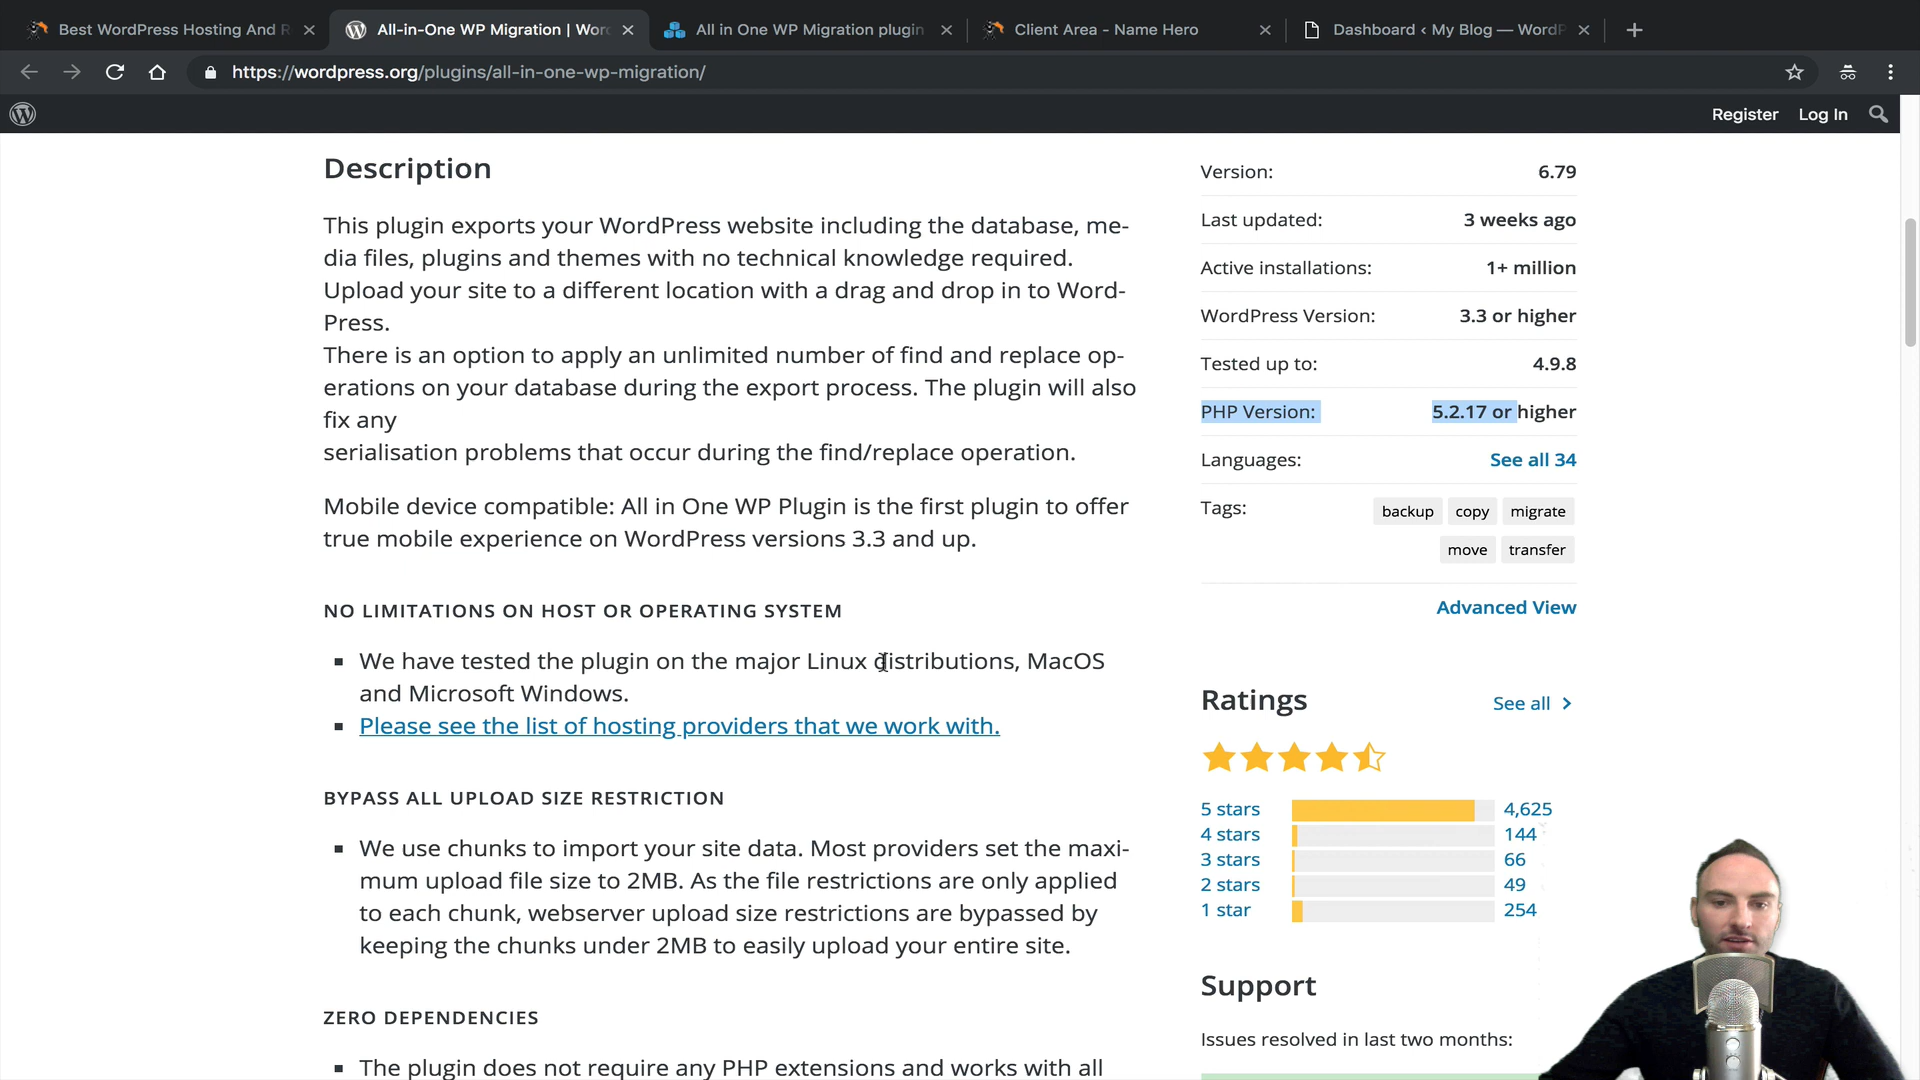 Best WordPress Hosting And R
All-in-One WP Migration | Wor
All in One WP Migration plugin
Client Area - Name Hero
Dashboard ‹ My Blog — WordP
https://wordpress.org/plugins/all-in-one-wp-migration/
Register
Log In
Description
This plugin exports your WordPress website including the database, me-
dia files, plugins and themes with no technical knowledge required.
Upload your site to a different location with a drag and drop in to Word-
Press.
There is an option to apply an unlimited number of find and replace op-
erations on your database during the export process. The plugin will also
fix any
serialisation problems that occur during the find/replace operation.
Mobile device compatible: All in One WP Plugin is the first plugin to offer
true mobile experience on WordPress versions 3.3 and up.
NO LIMITATIONS ON HOST OR OPERATING SYSTEM
▪ We have tested the plugin on the major Linux distributions, MacOS
and Microsoft Windows.
▪ Please see the list of hosting providers that we work with.
BYPASS ALL UPLOAD SIZE RESTRICTION
▪ We use chunks to import your site data. Most providers set the maxi-
mum upload file size to 2MB. As the file restrictions are only applied
to each chunk, webserver upload size restrictions are bypassed by
keeping the chunks under 2MB to easily upload your entire site.
ZERO DEPENDENCIES
▪ The plugin does not require any PHP extensions and works with all
Version: 6.79
Last updated: 3 weeks ago
Active installations: 1+ million
WordPress Version: 3.3 or higher
Tested up to: 4.9.8
PHP Version: 5.2.17 or higher
Languages: See all 34
Tags: backup copy migrate
move transfer
Advanced View
Ratings See all
5 stars 4,625
4 stars 144
3 stars 66
2 stars 49
1 star 254
Support
Issues resolved in last two months: